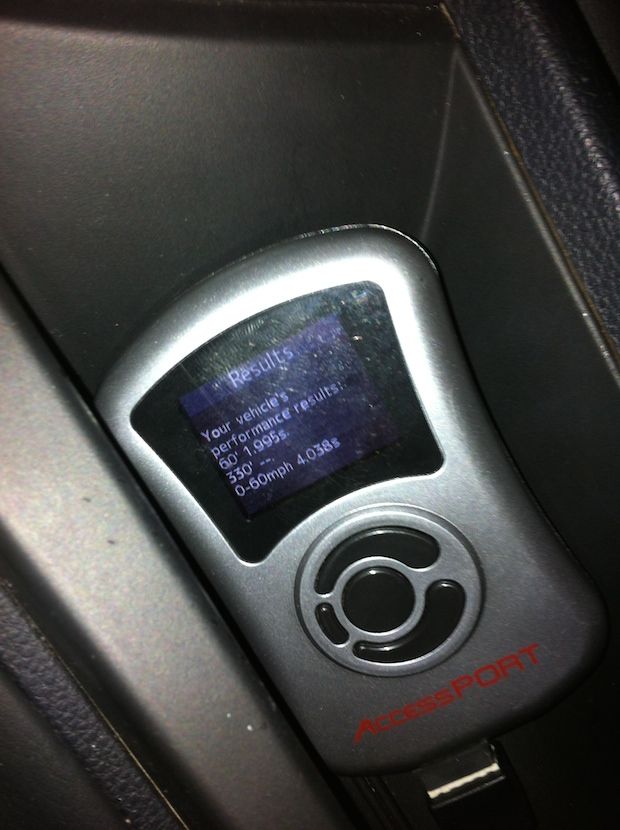 Results
Your vehicle's
performance results:
60' 1.995s
330' --
0-60mph 4.038s
AccessPORT